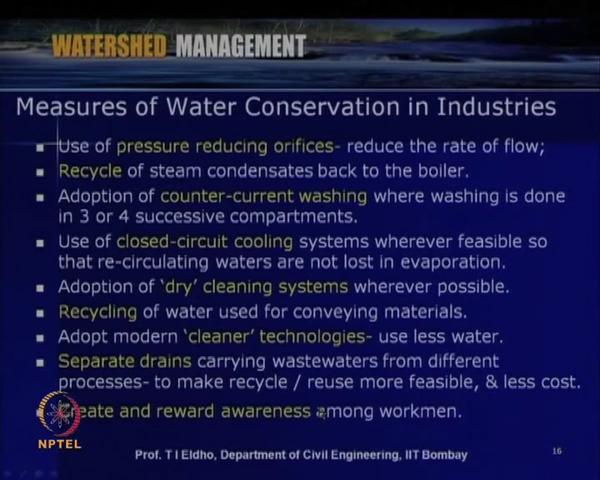 WATERSHED MANAGEMENT
Measures of Water Conservation in Industries
Use of pressure reducing orifices- reduce the rate of flow;
Recycle of steam condensates back to the boiler.
Adoption of counter-current washing where washing is done
in 3 or 4 successive compartments.
Use of closed-circuit cooling systems wherever feasible so
that re-circulating waters are not lost in evaporation.
Adoption of ‘dry’ cleaning systems wherever possible.
Recycling of water used for conveying materials.
Adopt modern ‘cleaner’ technologies- use less water.
Separate drains carrying wastewaters from different
processes- to make recycle / reuse more feasible, & less cost.
Create and reward awareness among workmen.
NPTEL
Prof. T I Eldho, Department of Civil Engineering, IIT Bombay
16